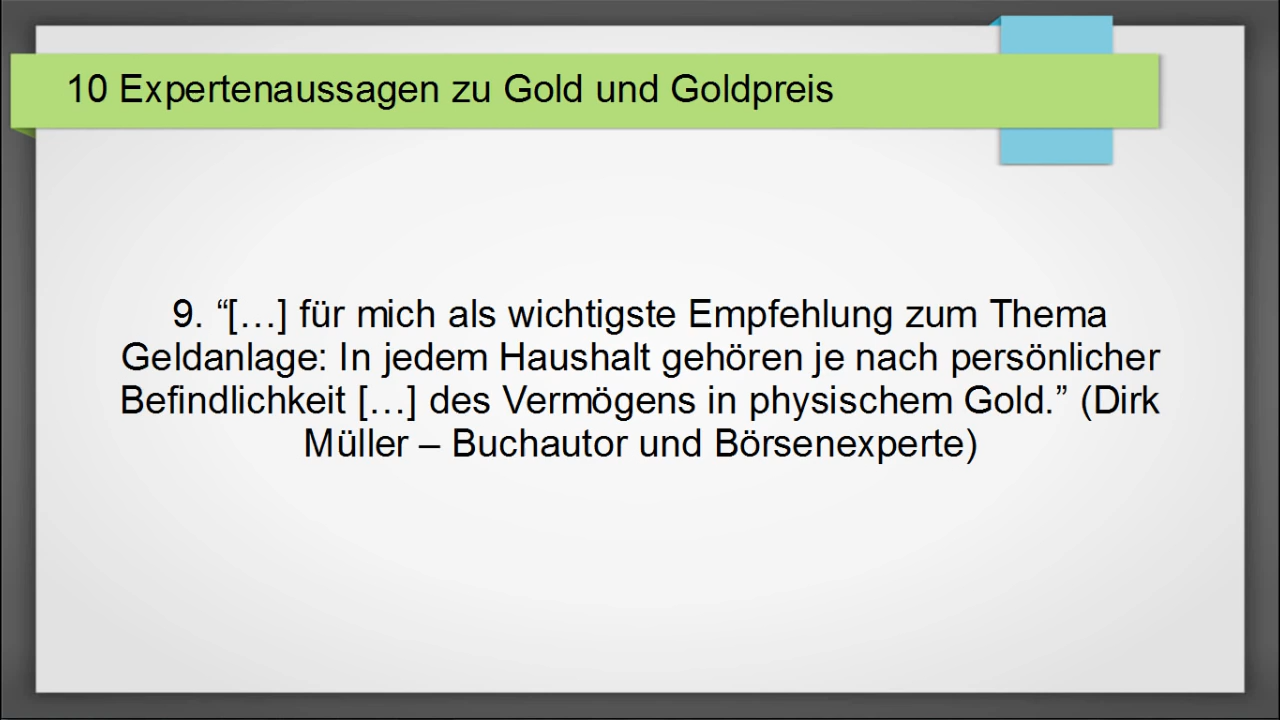 10 Expertenaussagen zu Gold und Goldpreis
9. “[…] für mich als wichtigste Empfehlung zum Thema
Geldanlage: In jedem Haushalt gehören je nach persönlicher
Befindlichkeit […] des Vermögens in physischem Gold.” (Dirk
Müller – Buchautor und Börsenexperte)